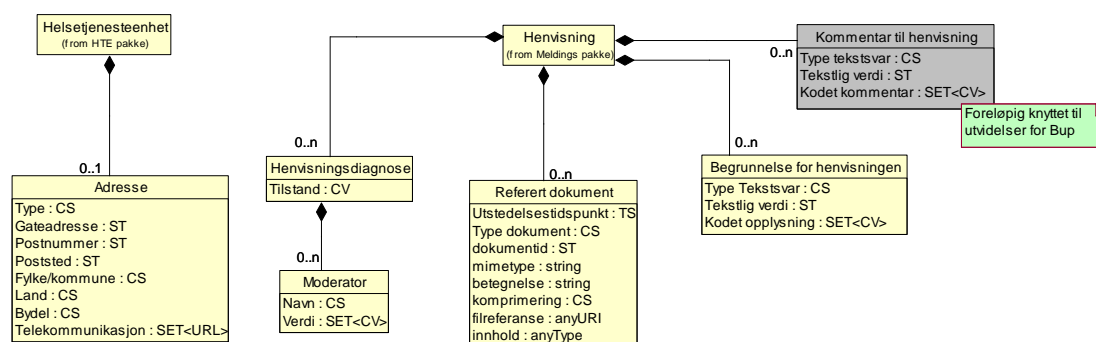 Helsetjenesteenhet
(from HTE pakke)
0..1
Adresse
Type : CS
Gateadresse : ST
Postnummer : ST
Poststed : ST
Fylke/kommune : CS
Land : CS
Bydel : CS
Telekommunikasjon : SET<URL>
Henvisning
(from Meldings pakke)
0..n
Henvisningsdiagnose
Tilstand : CV
0..n
Moderator
Navn : CS
Verdi : SET<CV>
0..n
Referert dokument
Utstedelsestidspunkt : TS
Type dokument : CS
dokumentid : ST
mimetype : string
betegnelse : string
komprimering : CS
filreferanse : anyURI
innhold : anyType
0..n
Kommentar til henvisning
Type tekstsvar : CS
Tekstlig verdi : ST
Kodet kommentar : SET<CV>
Foreløpig knyttet til
utvidelser for Bup
0..n
Begrunnelse for henvisningen
Type Tekstsvar : CS
Tekstlig verdi : ST
Kodet opplysning : SET<CV>